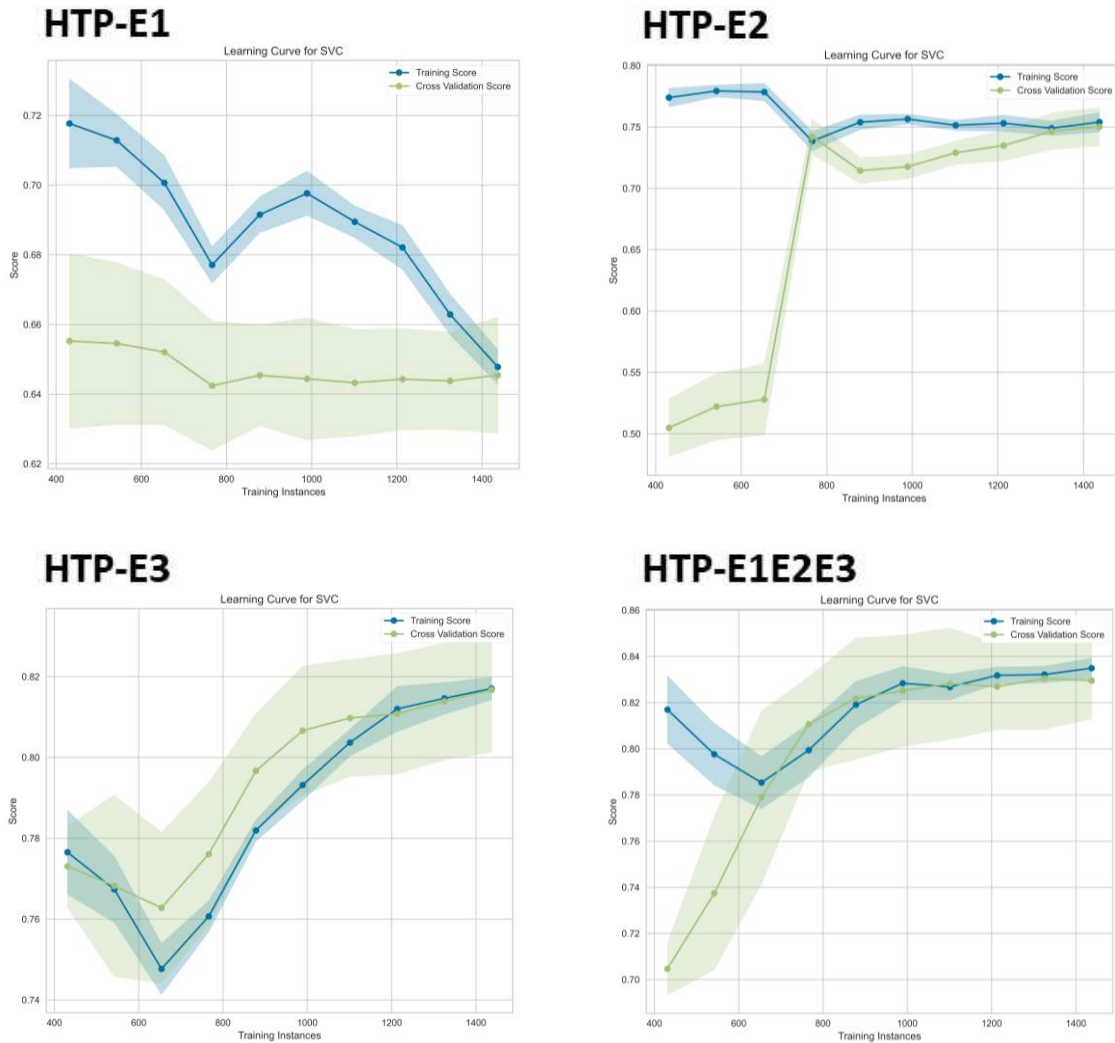 HTP-E1
Learning Curve for SVC
Training Score
Cross Validation Score
0.72
0.70
0.68
0.66
0.64
0.62
Score
400 600 800 1000 1200 1400
Training Instances
HTP-E2
Learning Curve for SVC
Training Score
Cross Validation Score
0.80
0.75
0.70
0.65
0.60
0.55
0.50
Score
400 600 800 1000 1200 1400
Training Instances
HTP-E3
Learning Curve for SVC
Training Score
Cross Validation Score
0.82
0.80
0.78
0.76
0.74
Score
400 600 800 1000 1200 1400
Training Instances
HTP-E1E2E3
Learning Curve for SVC
Training Score
Cross Validation Score
0.86
0.84
0.82
0.80
0.78
0.76
0.74
0.72
0.70
Score
400 600 800 1000 1200 1400
Training Instances